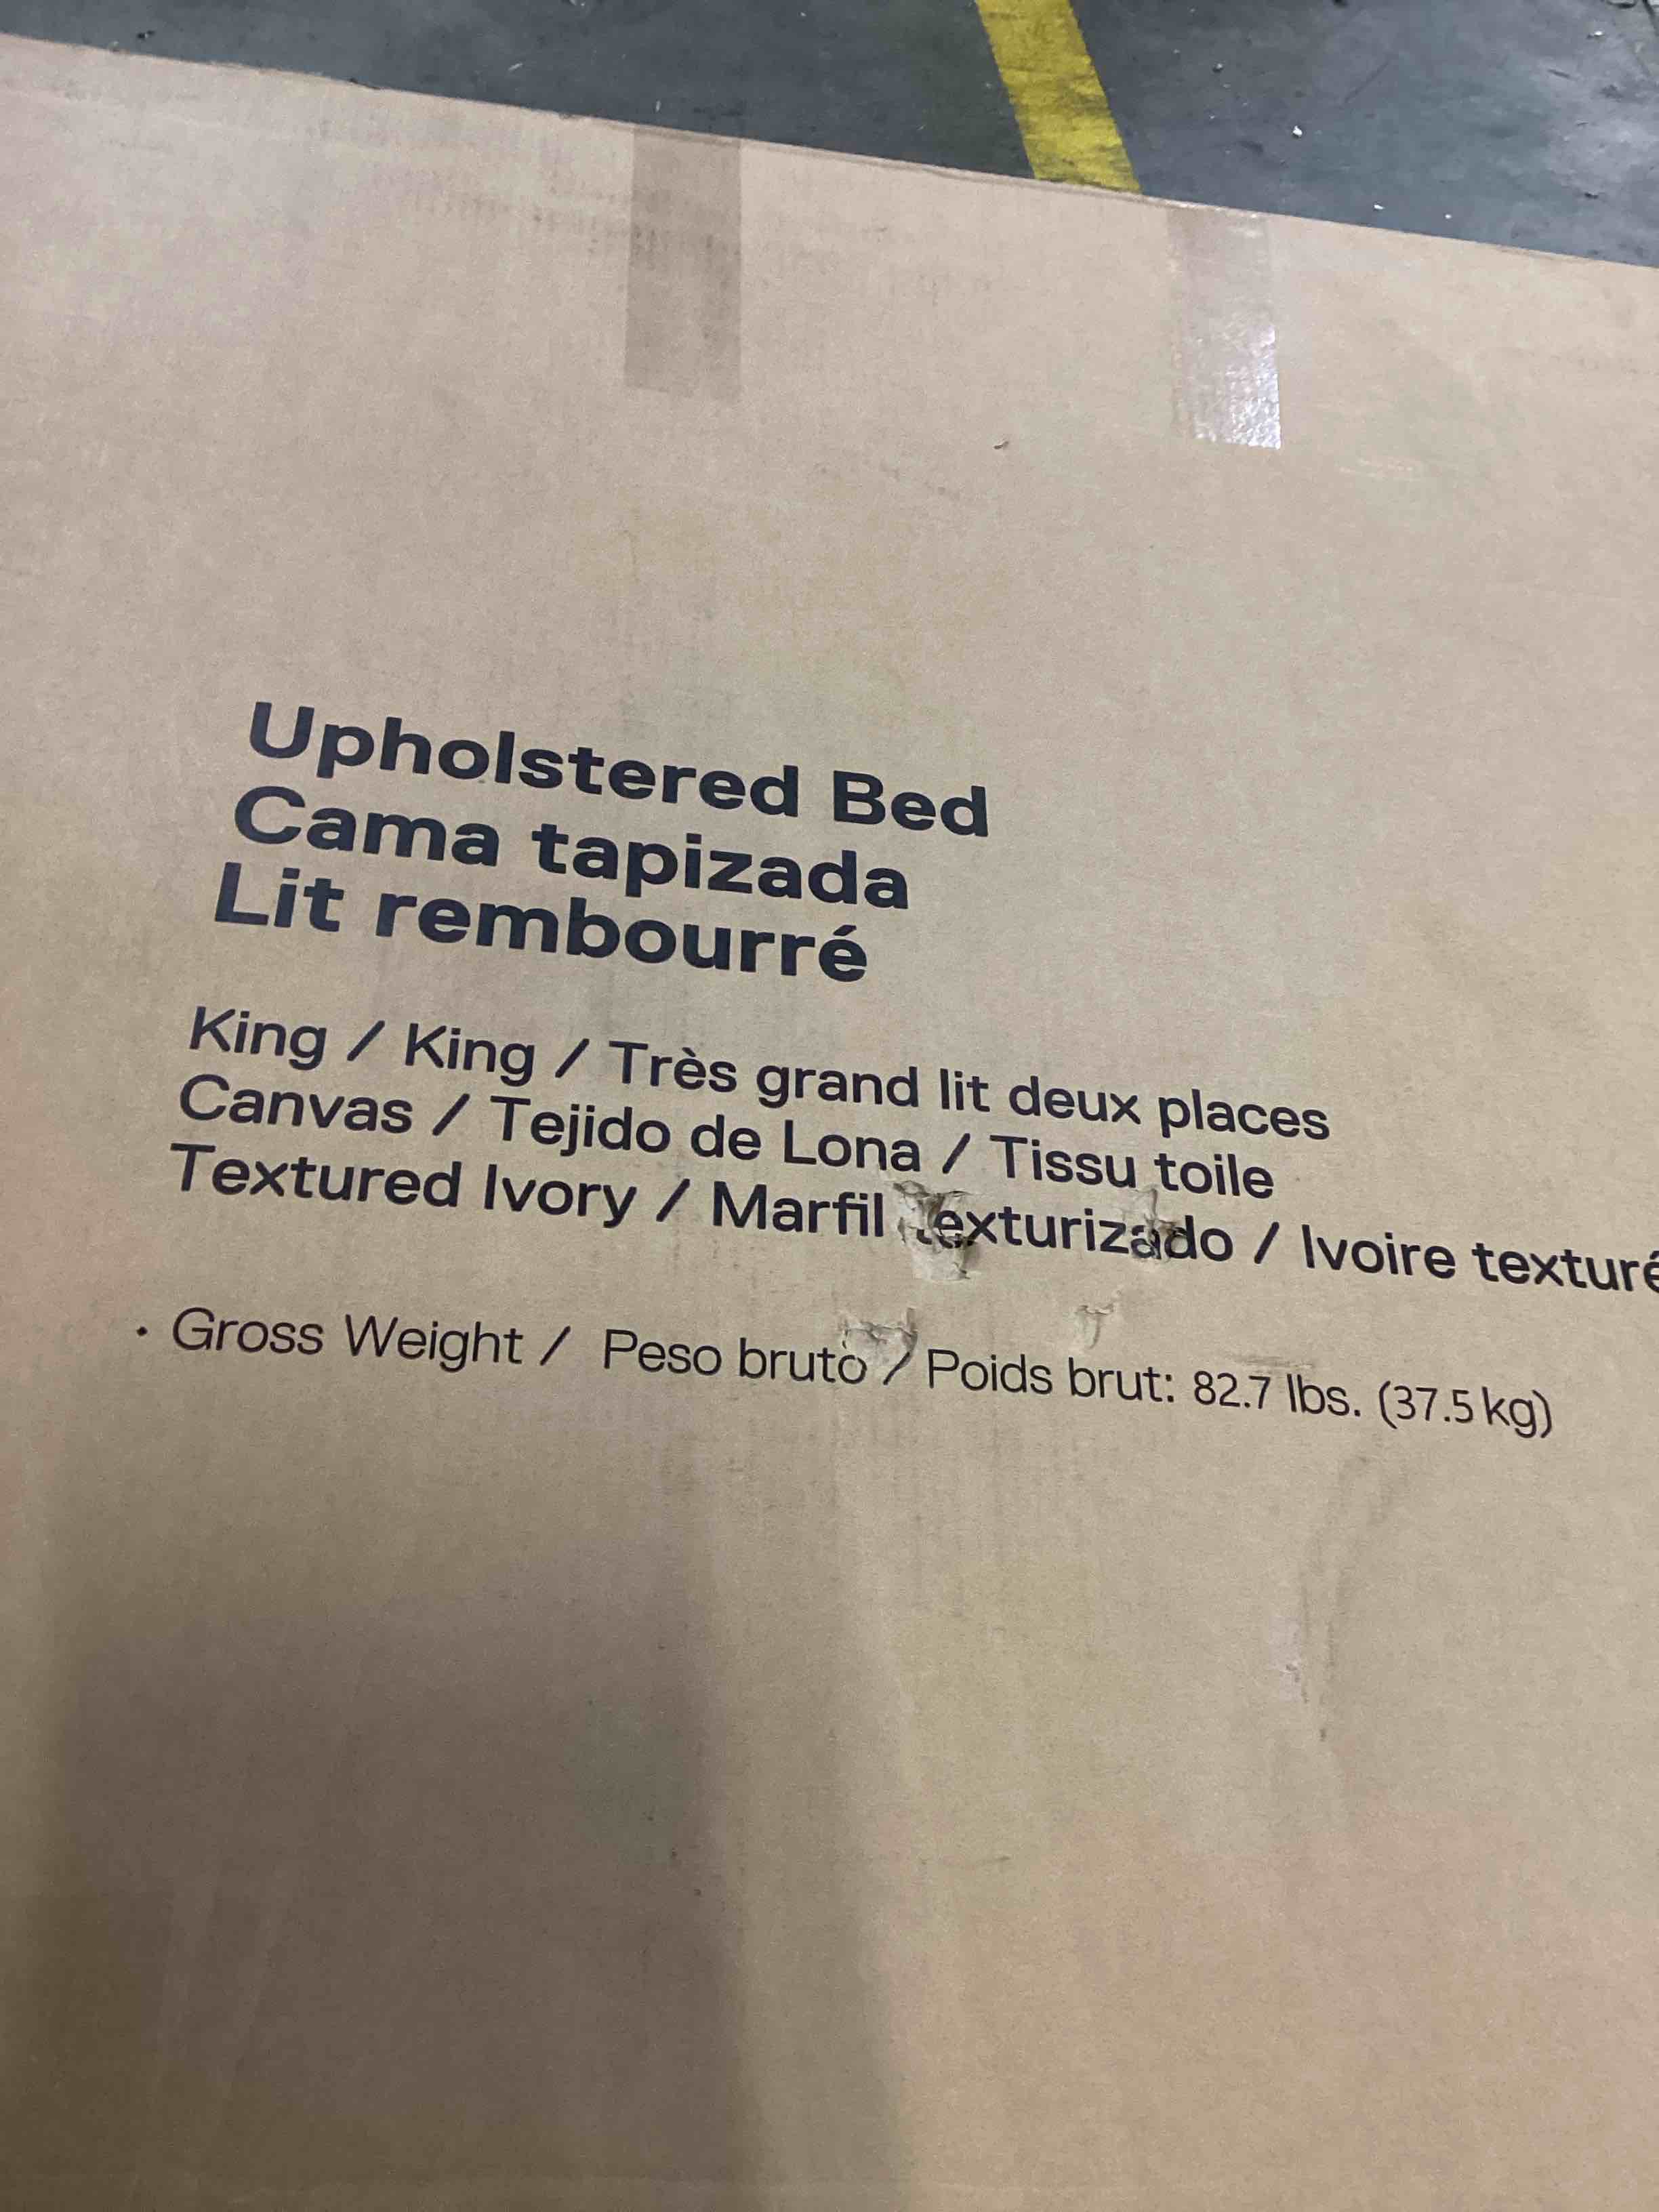 Upholstered Bed
Cama tapizada
Lit rembourré
King / King / Très grand lit deux places
Canvas / Tejido de Lona / Tissu toile
Textured Ivory / Marfil texturizado / Ivoire texturé
· Gross Weight / Peso bruto / Poids brut: 82.7 lbs. (37.5 kg)